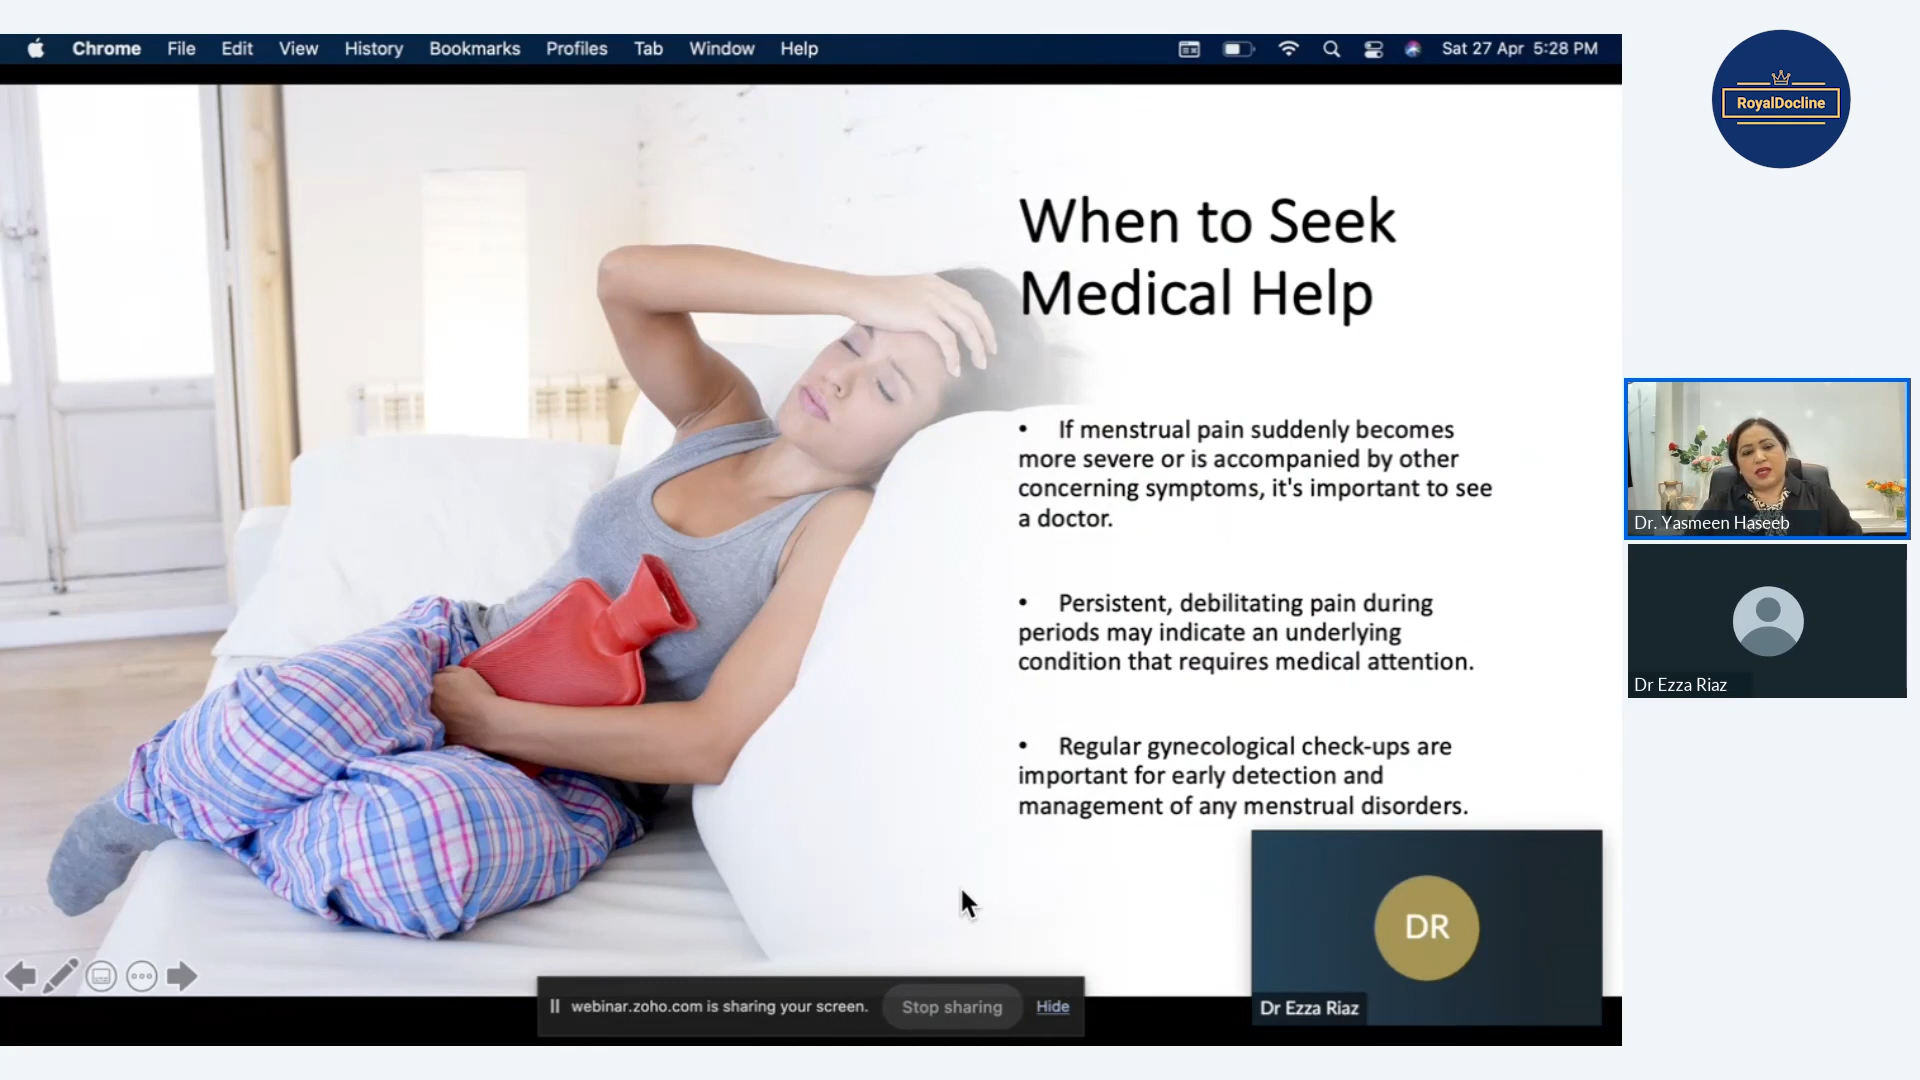 Chrome File Edit View History Bookmarks Profiles Tab Window Help
Sat 27 Apr 5:28 PM
RoyalDocline
When to Seek
Medical Help
• If menstrual pain suddenly becomes
more severe or is accompanied by other
concerning symptoms, it's important to see
a doctor.
• Persistent, debilitating pain during
periods may indicate an underlying
condition that requires medical attention.
• Regular gynecological check-ups are
important for early detection and
management of any menstrual disorders.
Dr. Yasmeen Haseeb
Dr Ezza Riaz
DR
Dr Ezza Riaz
webinar.zoho.com is sharing your screen. Stop sharing Hide